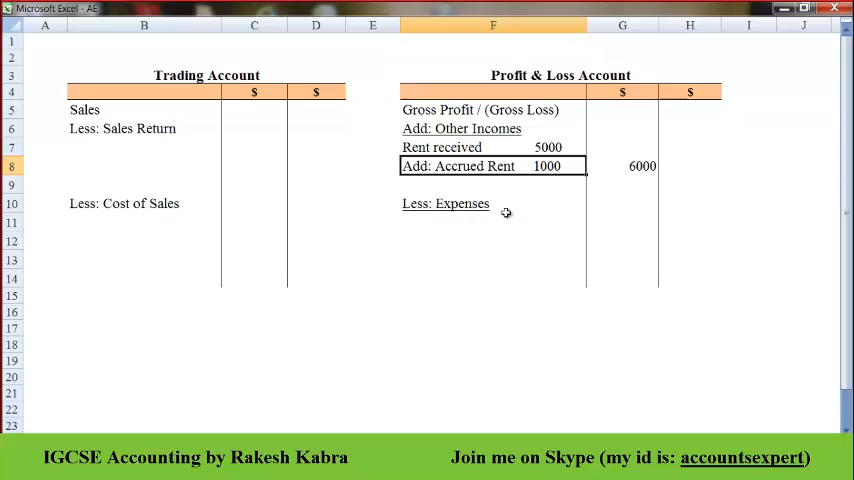 Microsoft Excel - AE
A B C D E F G H I J
1
2
3 Trading Account Profit & Loss Account
4 $ $ $ $
5 Sales Gross Profit / (Gross Loss)
6 Less: Sales Return Add: Other Incomes
7 Rent received 5000
8 Add: Accrued Rent 1000 6000
9
10 Less: Cost of Sales Less: Expenses
11
12
13
14
15
16
17
18
19
20
21
22
23
IGCSE Accounting by Rakesh Kabra Join me on Skype (my id is: accountsexpert)